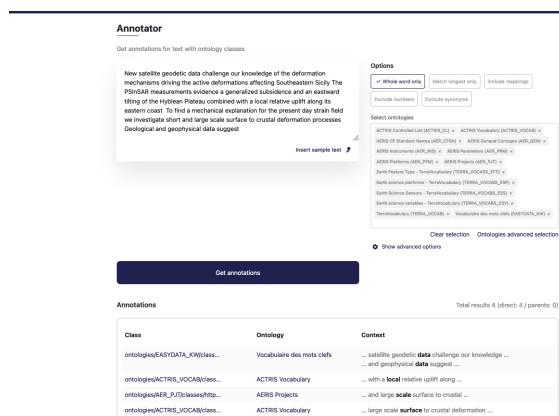 Annotator
Get annotations for text with ontology classes
New satellite geodetic data challenge our knowledge of the deformation
mechanisms driving the active deformations affecting Southeastern Sicily The
PSInSAR measurements evidence a generalized subsidence and an eastward
tilting of the Hyblean Plateau combined with a local relative uplift along its
eastern coast To find a mechanical explanation for the present day strain field
we investigate short and large scale surface to crustal deformation processes
Geological and geophysical data suggest
Insert sample text
Options
✓ Whole word only Match longest only Include mappings
Exclude numbers Exclude synonyms
Select ontologies
ACTRIS Controlled List (ACTRIS_CL) × ACTRIS Vocabulary (ACTRIS_VOCAB) ×
AERIS CF Standard Names (AER_CFSN) × AERIS General Concepts (AER_GEN) ×
AERIS Instruments (AER_INS) × AERIS Parameters (AER_PRM) ×
AERIS Platforms (AER_PFM) × AERIS Projects (AER_PJT) ×
Earth Feature Type - TerraVocabulary (TERRA_VOCABS_EFT) ×
Earth science platforms - TerraVocabulary (TERRA_VOCABS_ESP) ×
Earth Science Sensors - TerraVocabulary (TERRA_VOCABS_ESS) ×
Earth science variables - TerraVocabulary (TERRA_VOCABS_ESV) ×
TerraVocabulary (TERRA_VOCAB) × Vocabulaire des mots clefs (EASYDATA_KW) ×
Clear selection Ontologies advanced selection
Show advanced options
Get annotations
Annotations Total results 4 (direct: 4 / parents: 0)
Class Ontology Context
ontologies/EASYDATA_KW/class... Vocabulaire des mots clefs ... satellite geodetic data challenge our knowledge ...
... and geophysical data suggest ...
ontologies/ACTRIS_VOCAB/class... ACTRIS Vocabulary ... with a local relative uplift along ...
ontologies/AER_PJT/classes/http... AERIS Projects ... and large scale surface to crustal ...
ontologies/ACTRIS_VOCAB/class... ACTRIS Vocabulary ... large scale surface to crustal deformation ...